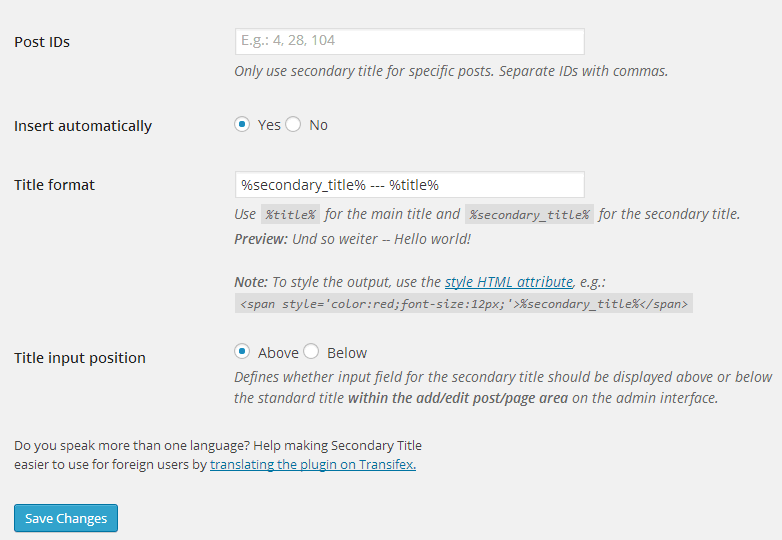 Post IDs
E.g.: 4, 28, 104
Only use secondary title for specific posts. Separate IDs with commas.
Insert automatically
Yes No
Title format
%secondary_title% --- %title%
Use %title% for the main title and %secondary_title% for the secondary title.
Preview: Und so weiter -- Hello world!
Note: To style the output, use the style HTML attribute, e.g.:
<span style='color:red;font-size:12px;'>%secondary_title%</span>
Title input position
Above Below
Defines whether input field for the secondary title should be displayed above or below
the standard title within the add/edit post/page area on the admin interface.
Do you speak more than one language? Help making Secondary Title
easier to use for foreign users by translating the plugin on Transifex.
Save Changes